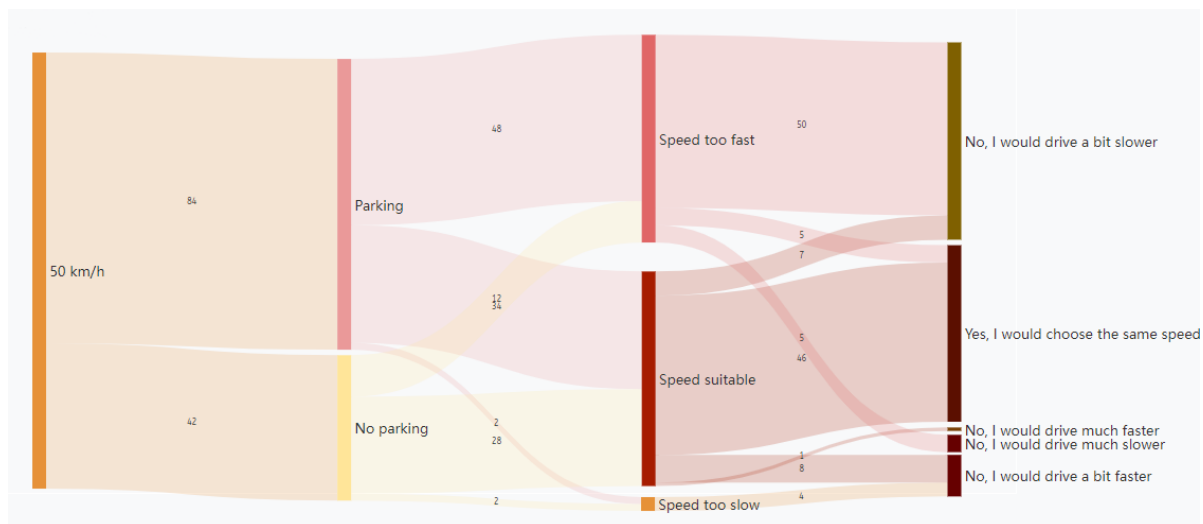 50 km/h
84
42
Parking
No parking
48
12
34
2
28
2
Speed too fast
Speed suitable
Speed too slow
50
5
7
5
46
1
8
4
No, I would drive a bit slower
Yes, I would choose the same speed
No, I would drive much faster
No, I would drive much slower
No, I would drive a bit faster